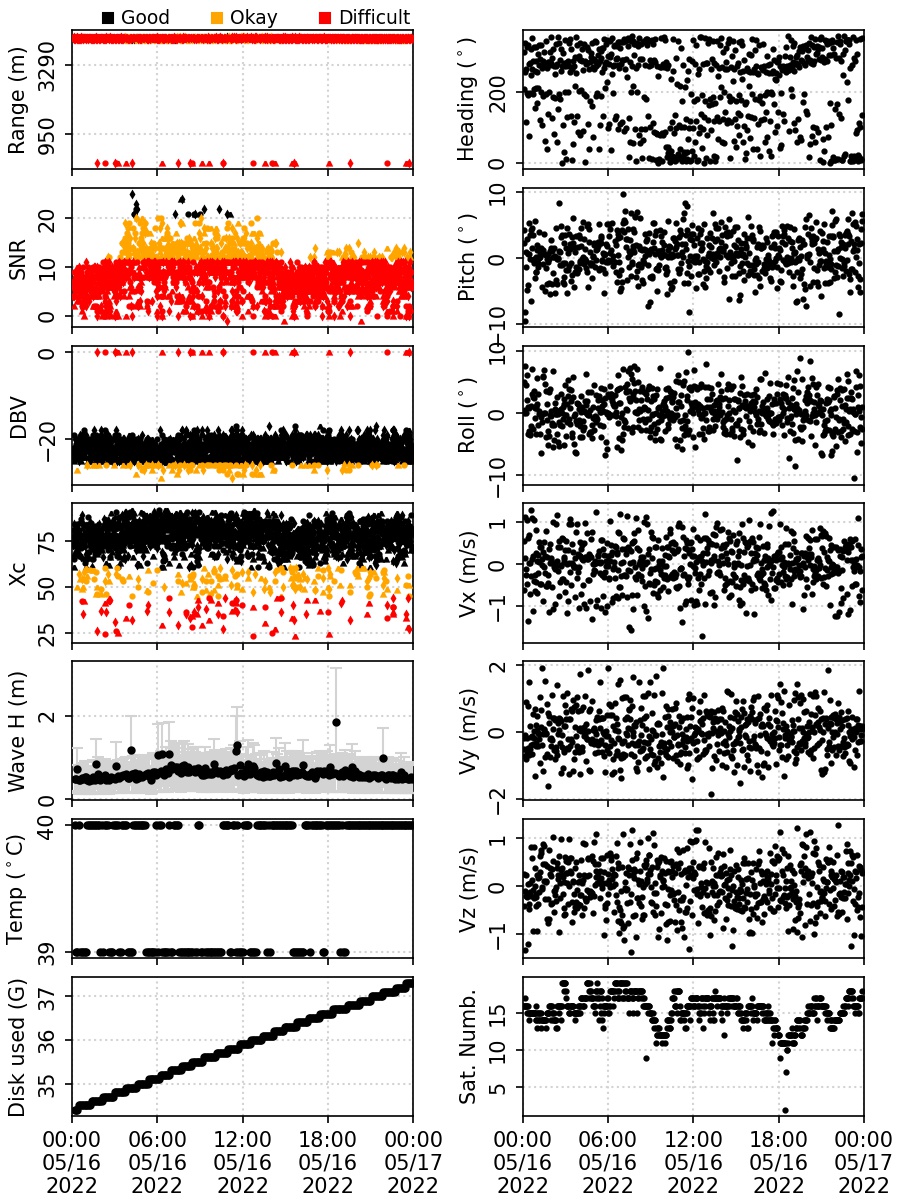 Good Okay Difficult
Range (m)
3290
950
Heading (°)
200
0
SNR
20
10
0
Pitch (°)
10
0
−10
DBV
0
−20
Roll (°)
10
0
−10
Xc
75
50
25
Vx (m/s)
1
0
−1
Wave H (m)
2
0
Vy (m/s)
2
0
−2
Temp (°C)
40
39
Vz (m/s)
1
0
−1
Disk used (G)
37
36
35
Sat. Numb.
15
10
5
00:00 06:00 12:00 18:00 00:00
05/16 05/16 05/16 05/16 05/17
2022 2022 2022 2022 2022
00:00 06:00 12:00 18:00 00:00
05/16 05/16 05/16 05/16 05/17
2022 2022 2022 2022 2022